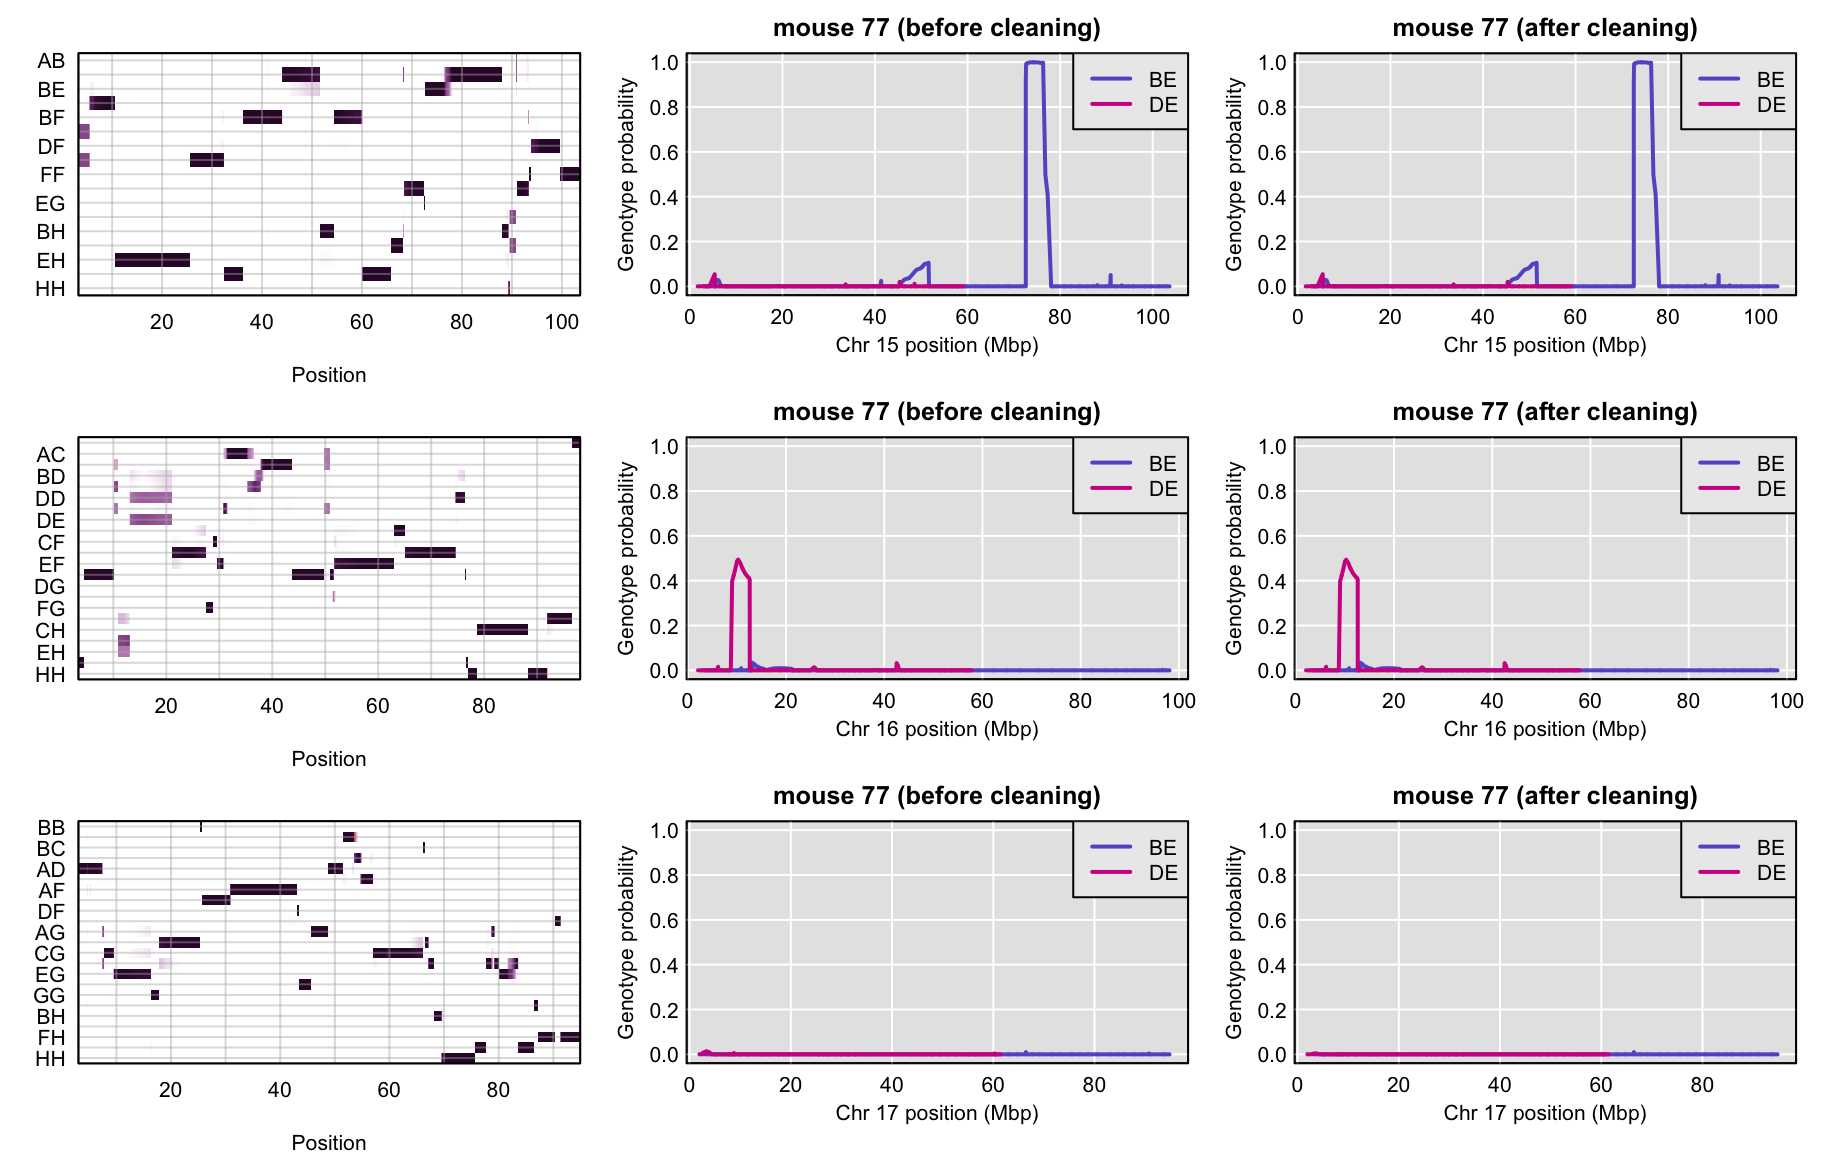 AB
BE
BF
DF
FF
EG
BH
EH
HH
20 40 60 80 100
Position
mouse 77 (before cleaning)
Genotype probability
1.0
0.8
0.6
0.4
0.2
0.0
BE
DE
0 20 40 60 80 100
Chr 15 position (Mbp)
mouse 77 (after cleaning)
Genotype probability
1.0
0.8
0.6
0.4
0.2
0.0
BE
DE
0 20 40 60 80 100
Chr 15 position (Mbp)
AC
BD
DD
DE
CF
EF
DG
FG
CH
EH
HH
20 40 60 80
Position
mouse 77 (before cleaning)
Genotype probability
1.0
0.8
0.6
0.4
0.2
0.0
BE
DE
0 20 40 60 80 100
Chr 16 position (Mbp)
mouse 77 (after cleaning)
Genotype probability
1.0
0.8
0.6
0.4
0.2
0.0
BE
DE
0 20 40 60 80 100
Chr 16 position (Mbp)
BB
BC
AD
AF
DF
AG
CG
EG
GG
BH
FH
HH
20 40 60 80
Position
mouse 77 (before cleaning)
Genotype probability
1.0
0.8
0.6
0.4
0.2
0.0
BE
DE
0 20 40 60 80
Chr 17 position (Mbp)
mouse 77 (after cleaning)
Genotype probability
1.0
0.8
0.6
0.4
0.2
0.0
BE
DE
0 20 40 60 80
Chr 17 position (Mbp)